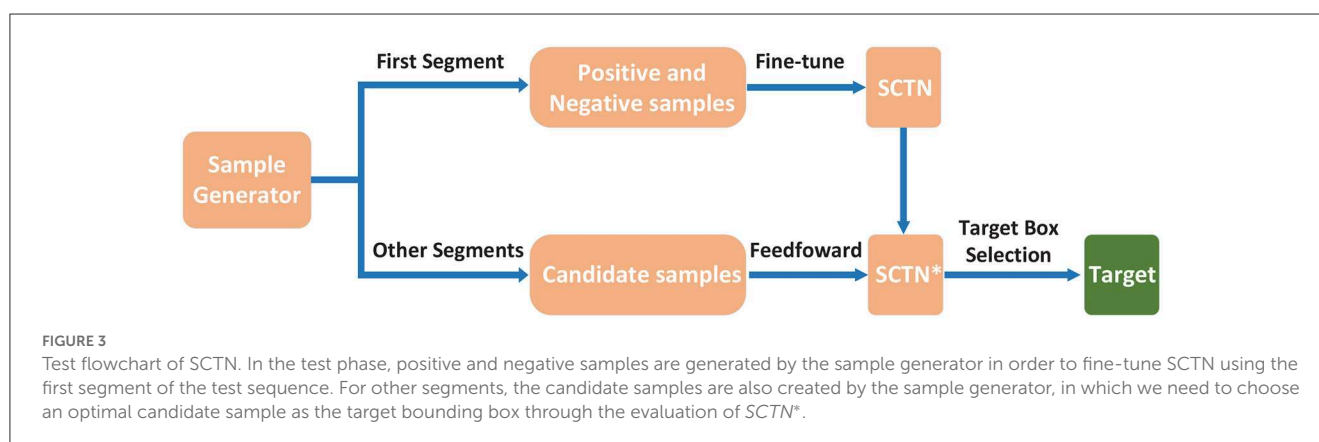 First Segment
Positive and
Negative samples
Fine-tune
SCTN
Sample
Generator
Other Segments
Candidate samples
Feedfoward
SCTN*
Target Box
Selection
Target
FIGURE 3
Test flowchart of SCTN. In the test phase, positive and negative samples are generated by the sample generator in order to fine-tune SCTN using the
first segment of the test sequence. For other segments, the candidate samples are also created by the sample generator, in which we need to choose
an optimal candidate sample as the target bounding box through the evaluation of SCTN*.